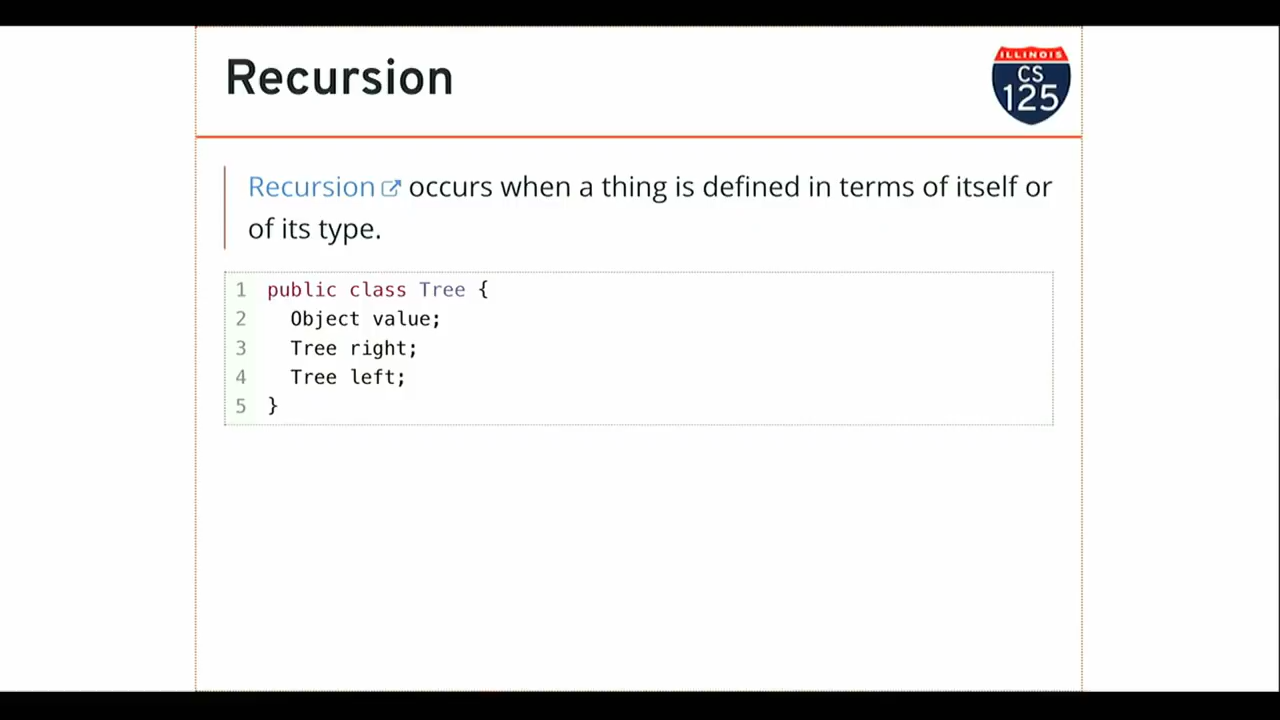 Recursion
ILLINOIS
CS
125
Recursion occurs when a thing is defined in terms of itself or
of its type.
1 public class Tree {
2   Object value;
3   Tree right;
4   Tree left;
5 }